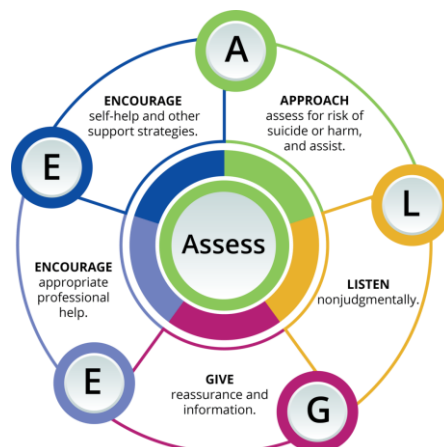 A
APPROACH
assess for risk of
suicide or harm,
and assist.
L
LISTEN
nonjudgmentally.
G
GIVE
reassurance and
information.
E
ENCOURAGE
appropriate
professional
help.
E
ENCOURAGE
self-help and other
support strategies.
Assess